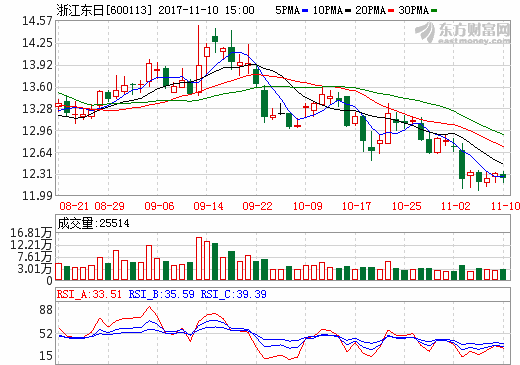 浙江东日[600113] 2017-11-10 15:00 5PMA 10PMA 20PMA 30PMA
东方财富网
eastmoney.com
14.57
14.25
13.92
13.60
13.28
12.96
12.64
12.31
11.99
08-21 08-29 09-06 09-14 09-22 10-09 10-17 10-25 11-02 11-10
成交量:25514
16.81万
12.21万
7.61万
3.01万
0
RSI_A:33.51 RSI_B:35.59 RSI_C:39.39
88
52
15